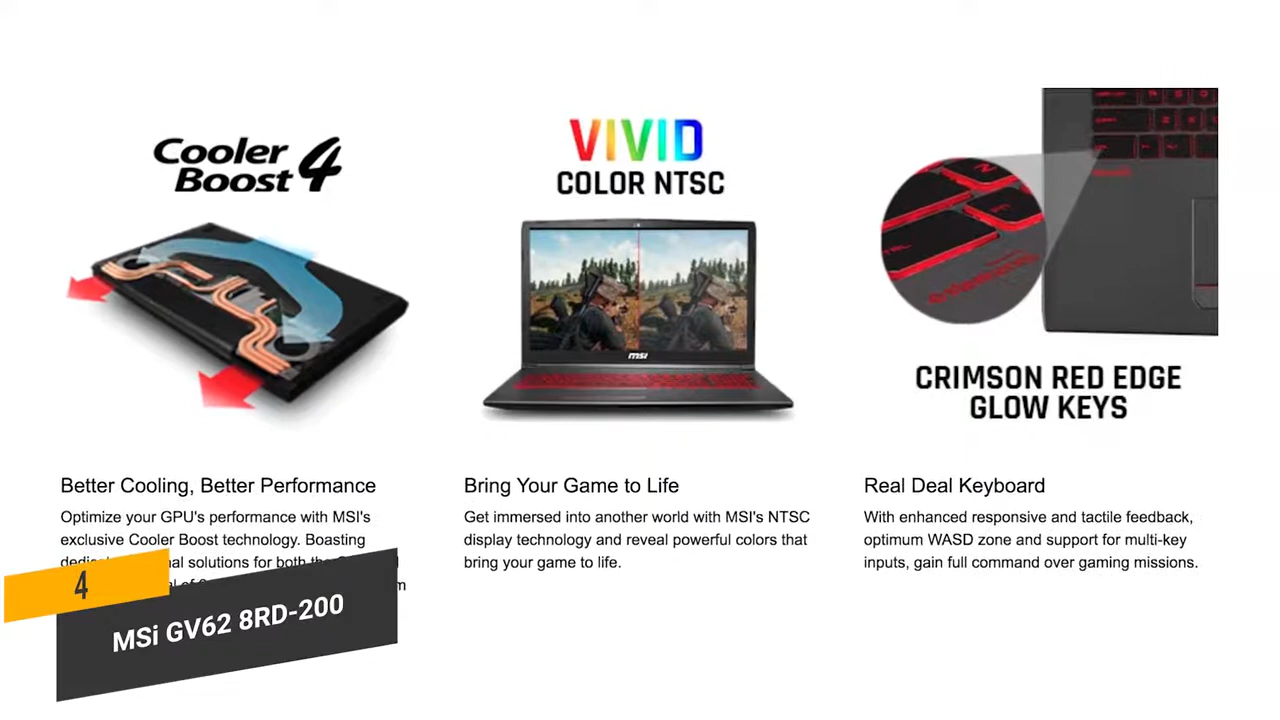 Cooler
Boost 4
VIVID
COLOR NTSC
msi
CRIMSON RED EDGE
GLOW KEYS
Better Cooling, Better Performance
Optimize your GPU's performance with MSI's
exclusive Cooler Boost technology. Boasting
solutions for both
Bring Your Game to Life
Get immersed into another world with MSI's NTSC
display technology and reveal powerful colors that
bring your game to life.
Real Deal Keyboard
With enhanced responsive and tactile feedback,
optimum WASD zone and support for multi-key
inputs, gain full command over gaming missions.
4
MSi GV62 8RD-200